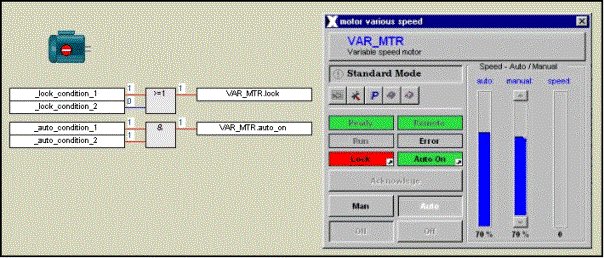 motor various speed
VAR_MTR
Variable speed motor
Standard Mode
Speed - Auto / Manual
auto: manual: speed:
P
_lock_condition_1 1 >=1 1 VAR_MTR.lock
_lock_condition_2 0
_auto_condition_1 1 & 1 VAR_MTR.auto_on
_auto_condition_2 1
Ready Remote
Run Error
Lock Auto On
Acknowlege
Man Auto
Off Off
70 % 70 % 0